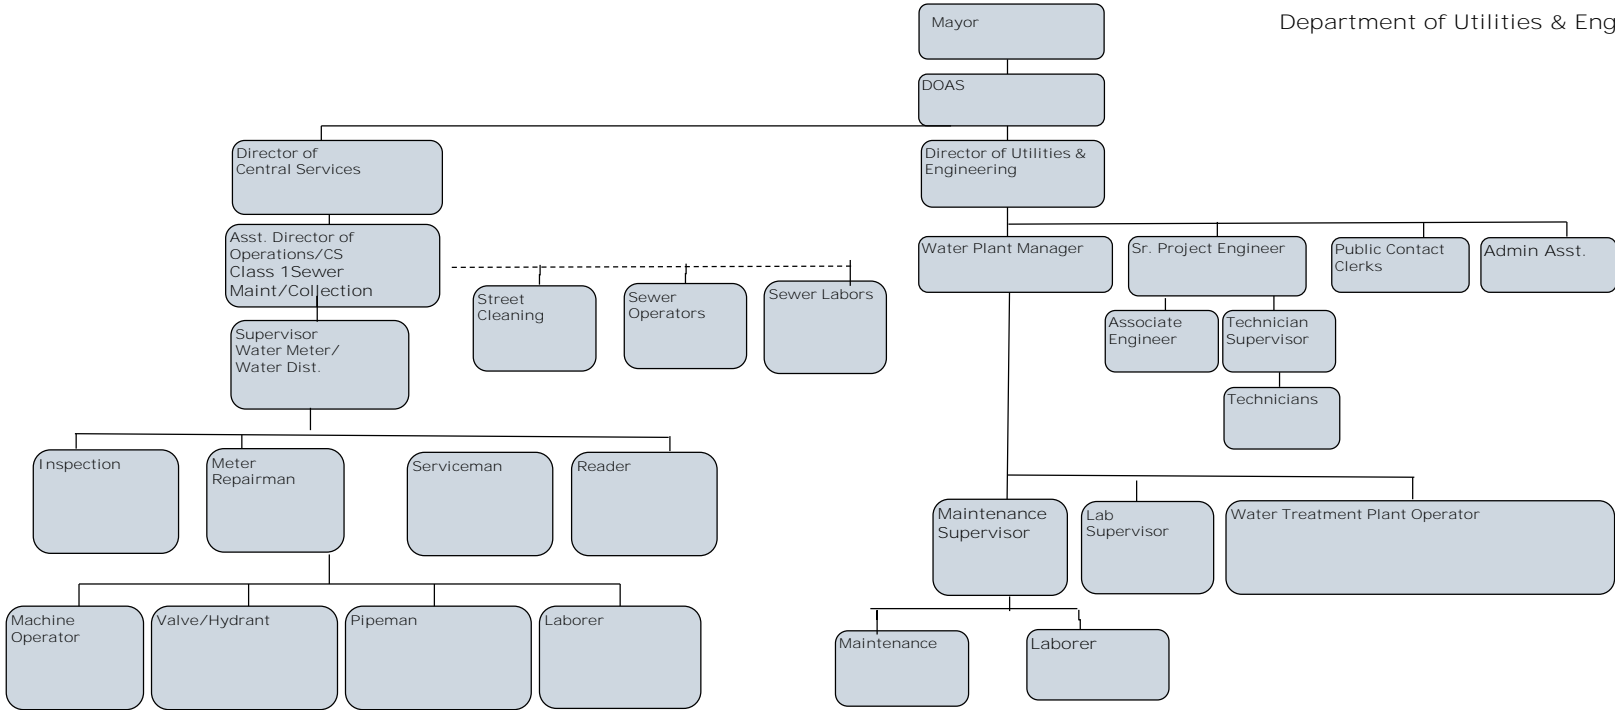 Department of Utilities & Eng
Mayor
DOAS
Director of
Central Services
Director of Utilities &
Engineering
Asst. Director of
Operations/CS
Class 1Sewer
Maint/Collection
Water Plant Manager
Sr. Project Engineer
Public Contact
Clerks
Admin Asst.
Street
Cleaning
Sewer
Operators
Sewer Labors
Supervisor
Water Meter/
Water Dist.
Associate
Engineer
Technician
Supervisor
Technicians
Inspection
Meter
Repairman
Serviceman
Reader
Maintenance
Supervisor
Lab
Supervisor
Water Treatment Plant Operator
Machine
Operator
Valve/Hydrant
Pipeman
Laborer
Maintenance
Laborer